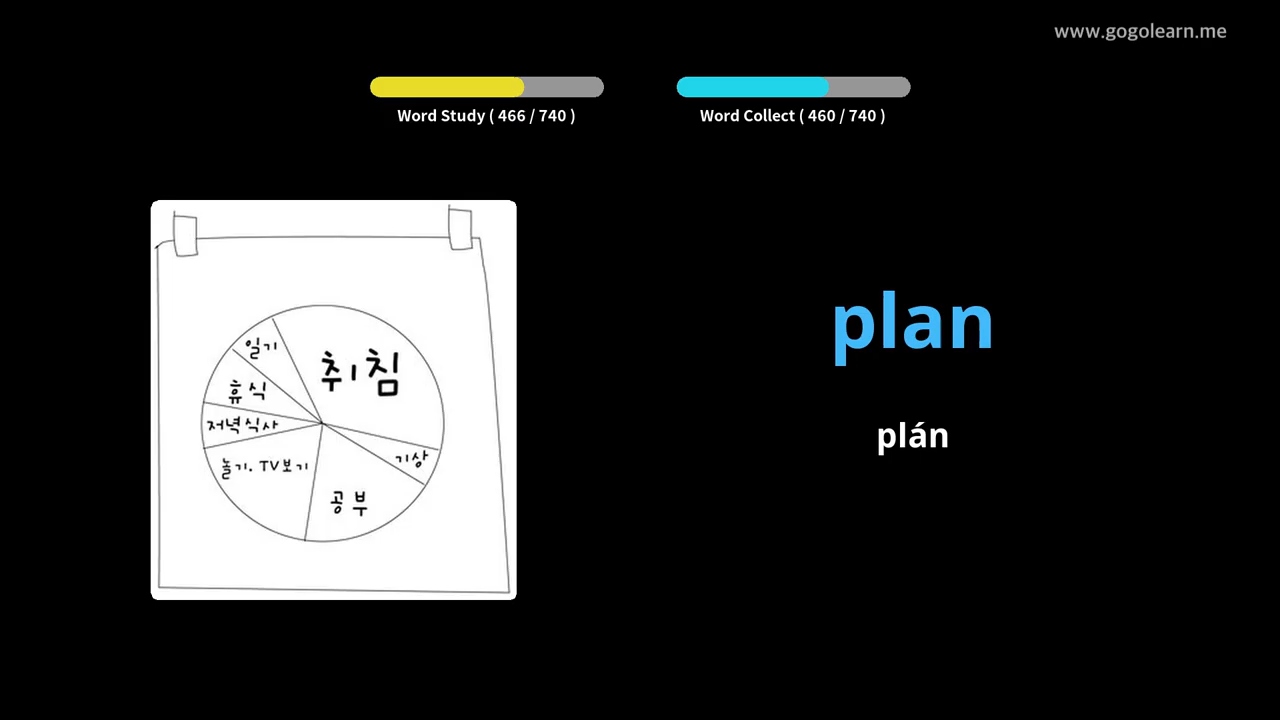 www.gogolearn.me
Word Study ( 466 / 740 )
Word Collect ( 460 / 740 )
일기
취침
휴식
저녁식사
놀기. TV보기
기상
공부
plan
plán